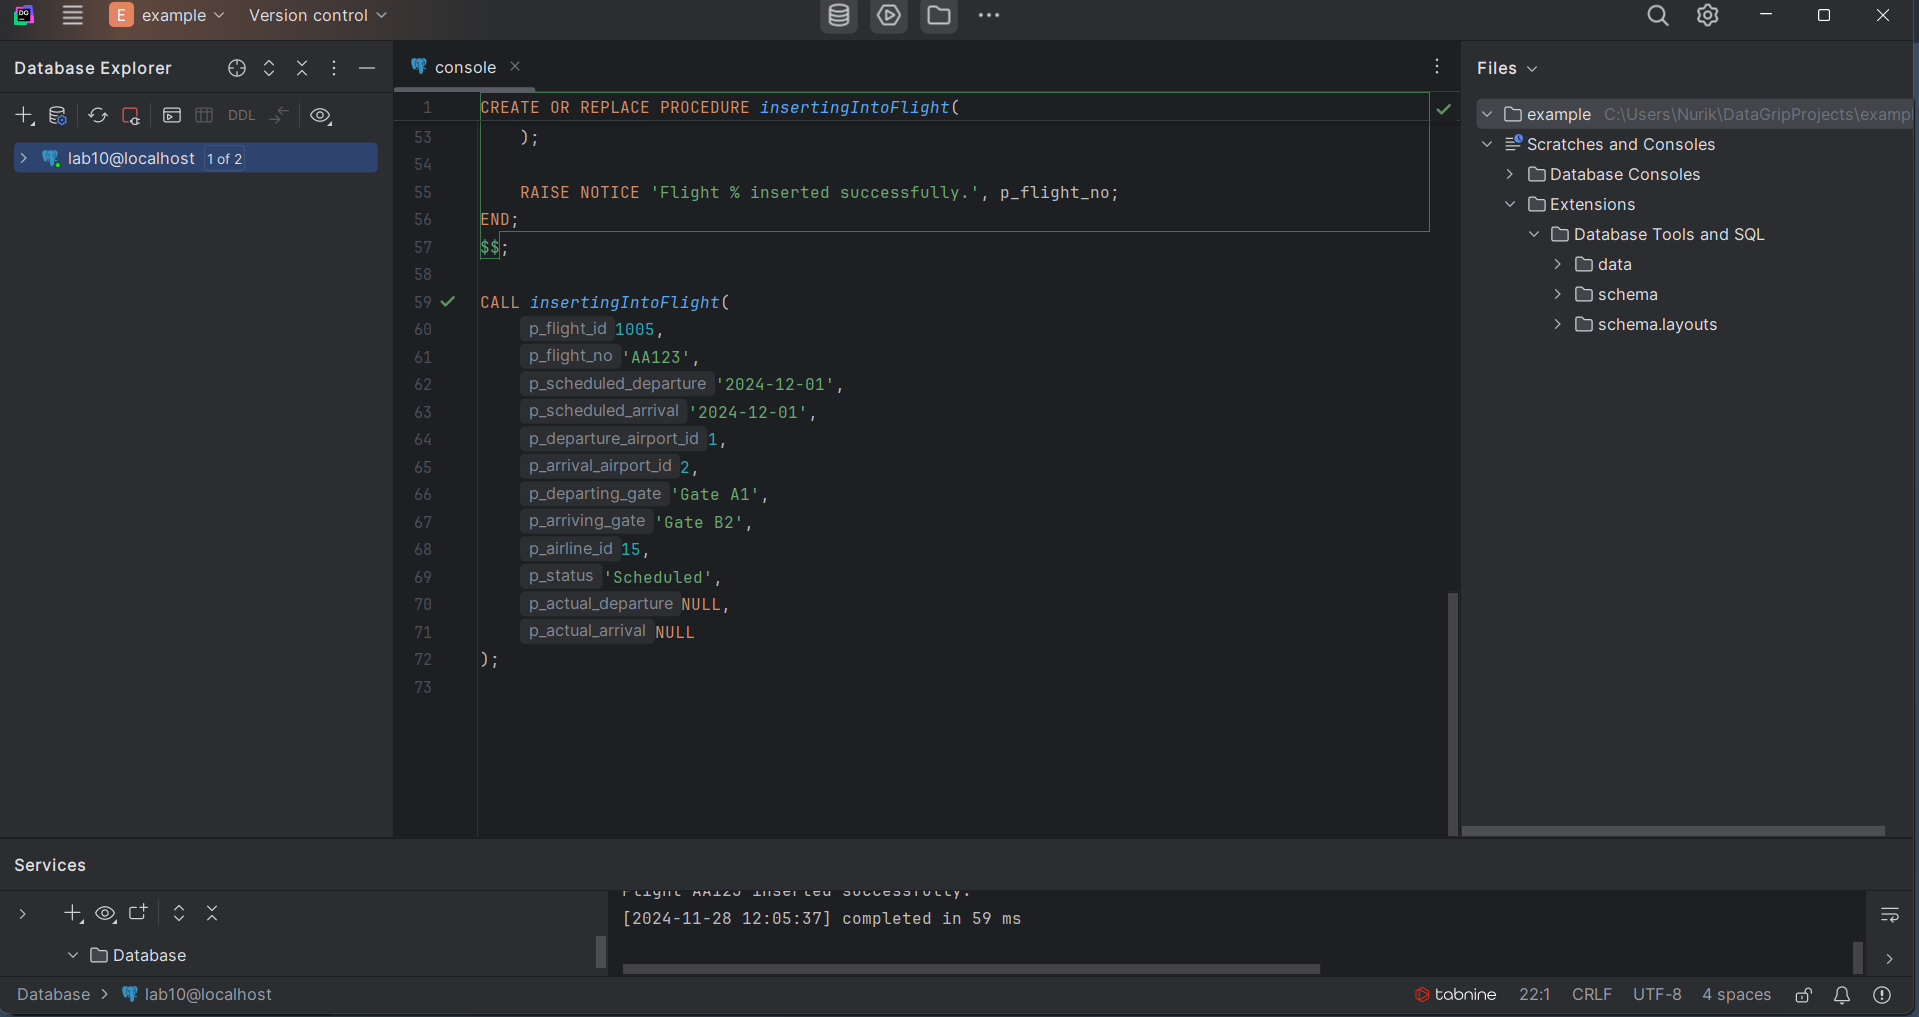 DG
E example Version control
Database Explorer
DDL
lab10@localhost 1 of 2
console
1 CREATE OR REPLACE PROCEDURE insertingIntoFlight(
53 );
54
55 RAISE NOTICE 'Flight % inserted successfully.', p_flight_no;
56 END;
57 $$;
58
59 CALL insertingIntoFlight(
60 p_flight_id 1005,
61 p_flight_no 'AA123',
62 p_scheduled_departure '2024-12-01',
63 p_scheduled_arrival '2024-12-01',
64 p_departure_airport_id 1,
65 p_arrival_airport_id 2,
66 p_departing_gate 'Gate A1',
67 p_arriving_gate 'Gate B2',
68 p_airline_id 15,
69 p_status 'Scheduled',
70 p_actual_departure NULL,
71 p_actual_arrival NULL
72 );
73
Files
example C:\Users\Nurik\DataGripProjects\examp
Scratches and Consoles
Database Consoles
Extensions
Database Tools and SQL
data
schema
schema.layouts
Services
Database
Flight AA123 inserted successfully.
[2024-11-28 12:05:37] completed in 59 ms
Database lab10@localhost
tabnine 22:1 CRLF UTF-8 4 spaces